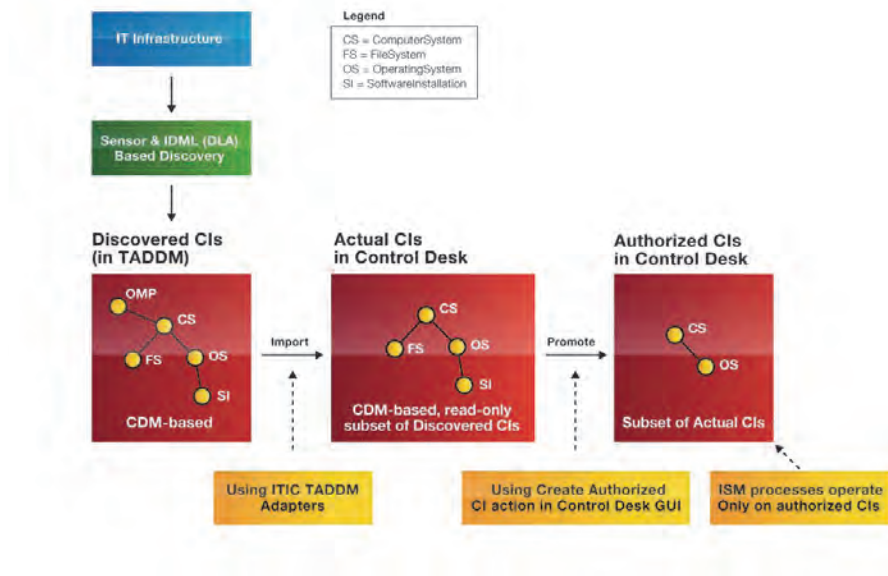 Legend
CS = ComputerSystem
FS = FileSystem
OS = OperatingSystem
SI = SoftwareInstallation
IT Infrastructure
Sensor & IDML (DLA)
Based Discovery
Discovered CIs
(in TADDM)
OMP
CS
FS
OS
SI
CDM-based
Import
Actual CIs
in Control Desk
CS
FS
OS
SI
CDM-based, read-only
subset of Discovered CIs
Promote
Authorized CIs
in Control Desk
CS
OS
Subset of Actual CIs
Using ITIC TADDM
Adapters
Using Create Authorized
CI action in Control Desk GUI
ISM processes operate
Only on authorized CIs